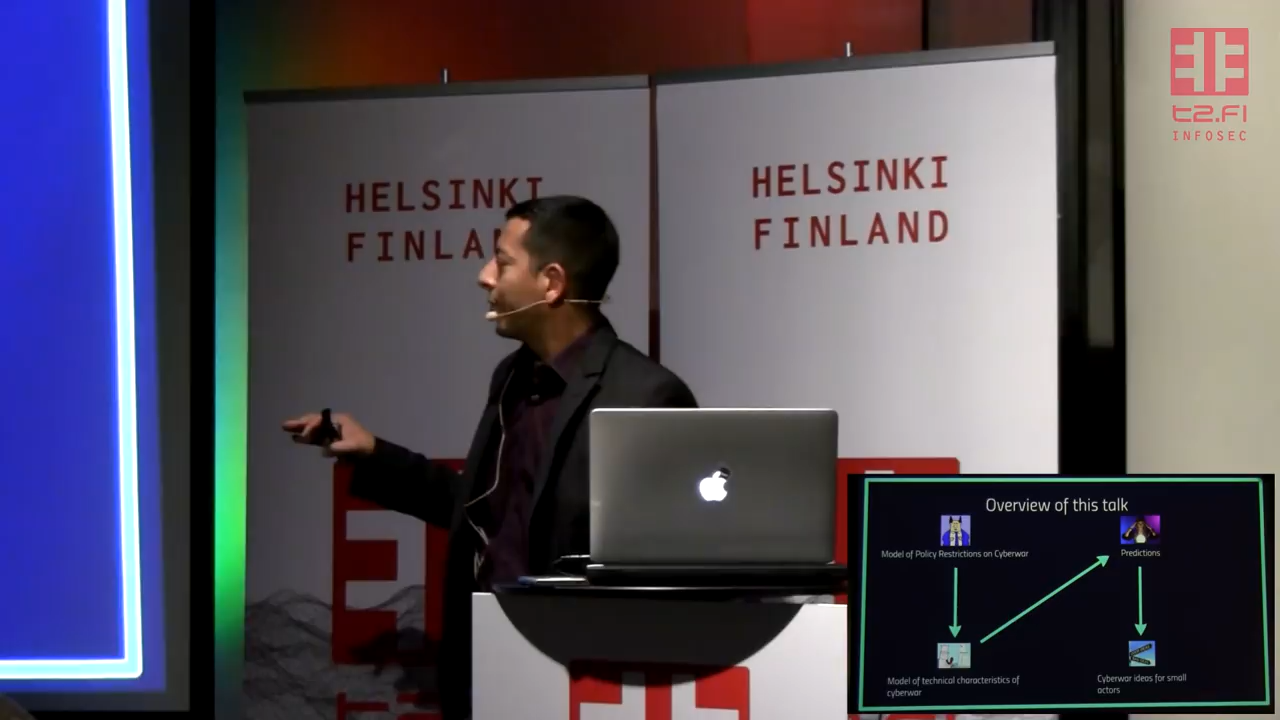 HELSINKI
FINLA
HELSINKI
FINLAND
t2.fi
INFOSEC
Overview of this talk
Model of Policy Restrictions on Cyberwar
Predictions
Model of technical characteristics of
cyberwar
Cyberwar ideas for small
actors